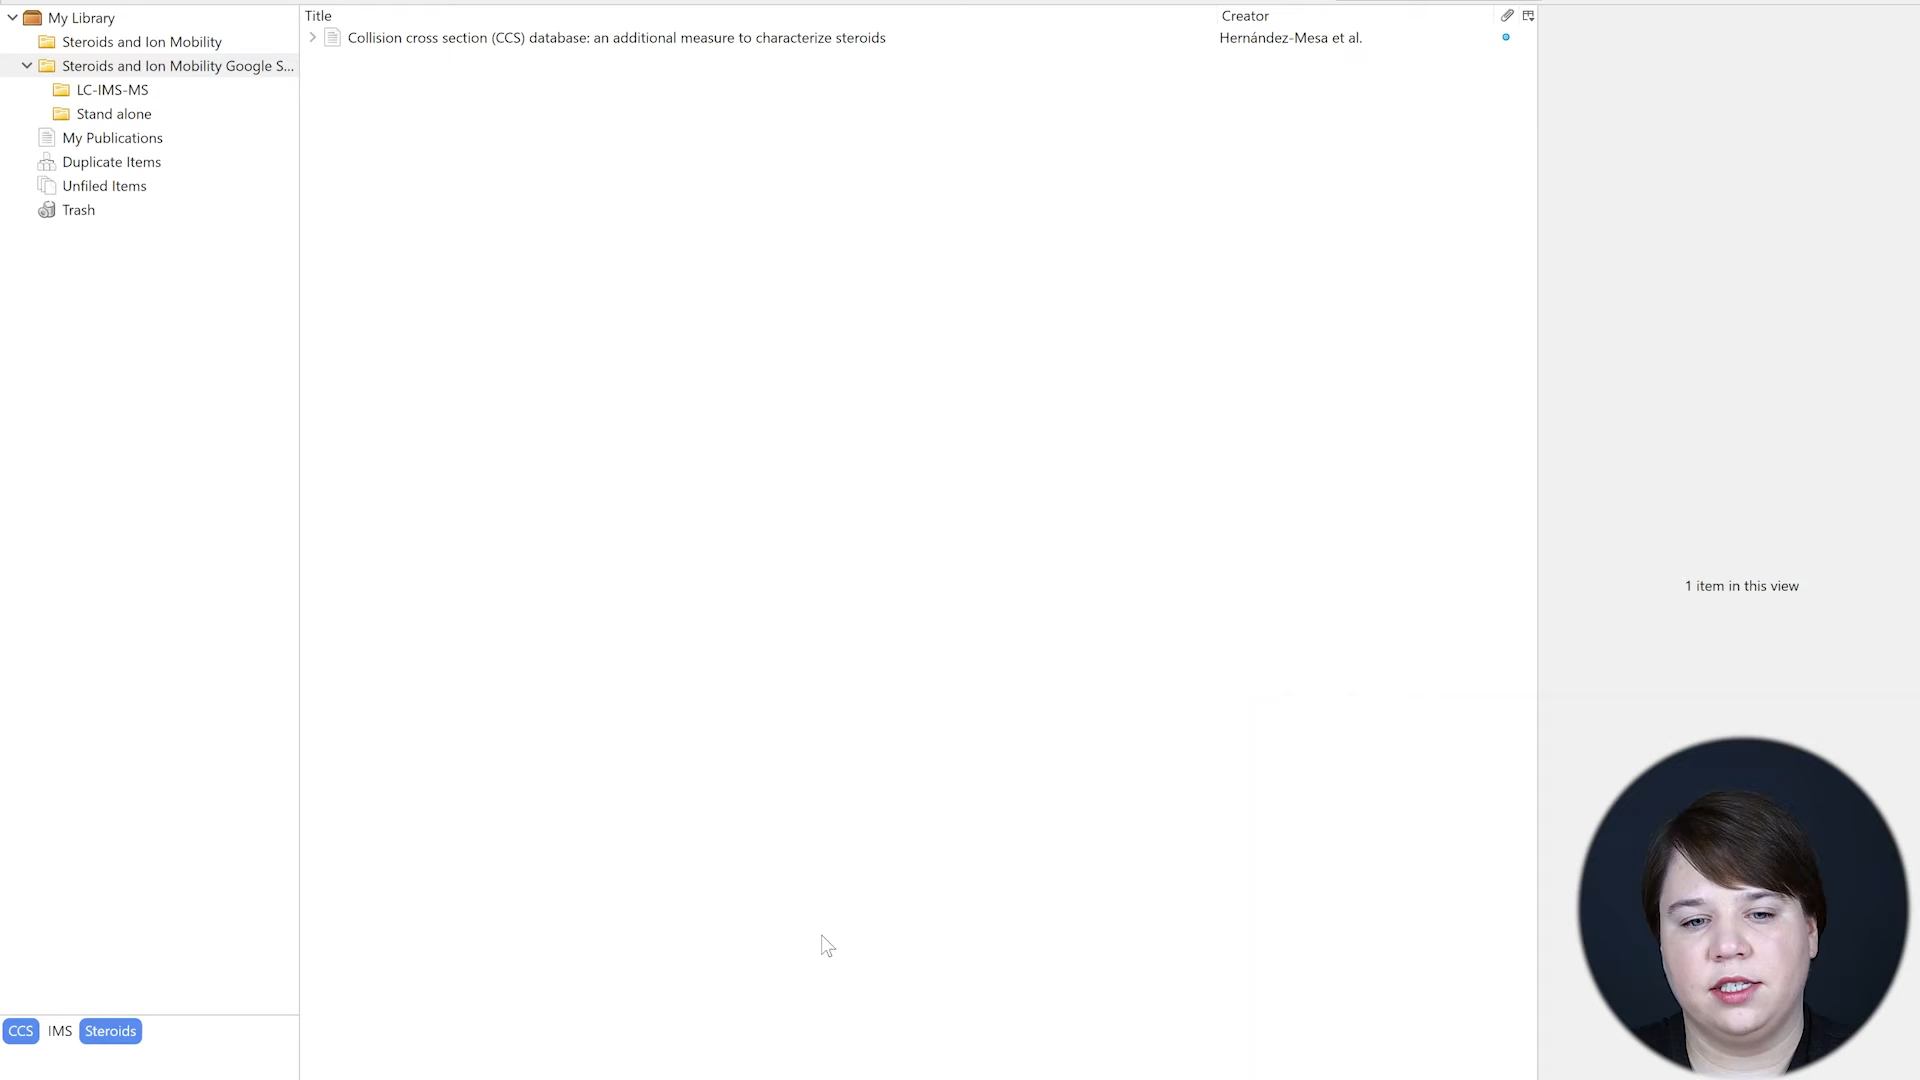 My Library
Steroids and Ion Mobility
Steroids and Ion Mobility Google S...
LC-IMS-MS
Stand alone
My Publications
Duplicate Items
Unfiled Items
Trash
CCS IMS Steroids
Title Creator
Collision cross section (CCS) database: an additional measure to characterize steroids Hernández-Mesa et al.
1 item in this view